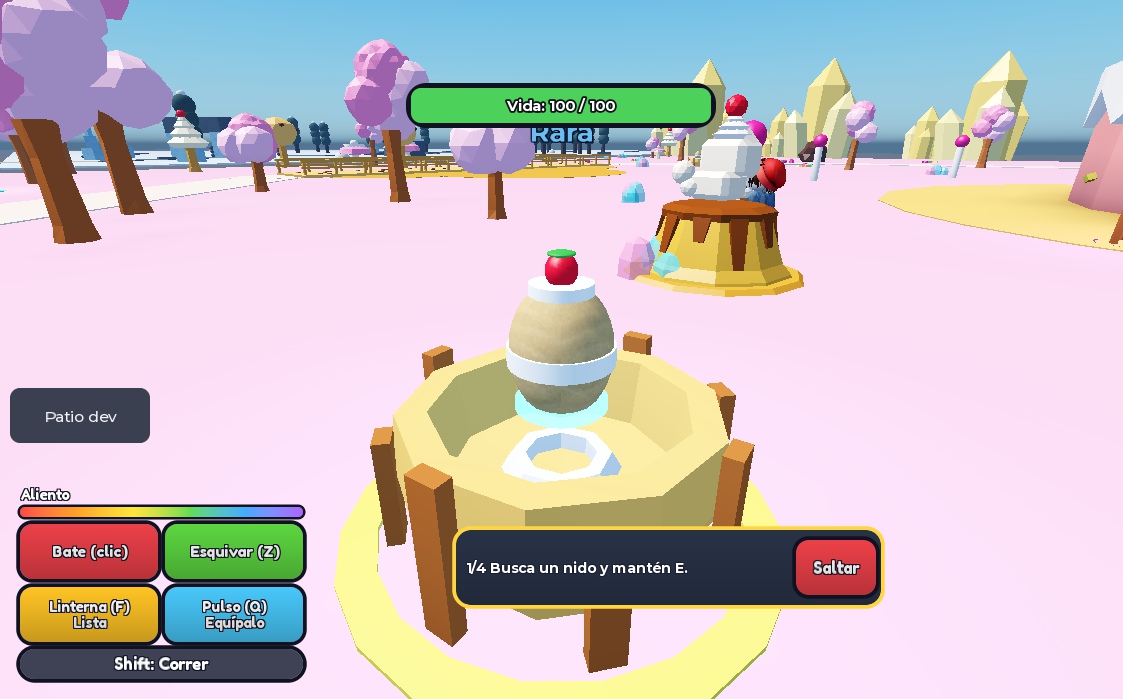 Vida: 100 / 100
Rara
Patio dev
Aliento
Bate (clic)
Esquivar (Z)
Linterna (F)
Lista
Pulso (Q)
Equípalo
Shift: Correr
1/4 Busca un nido y mantén E.
Saltar